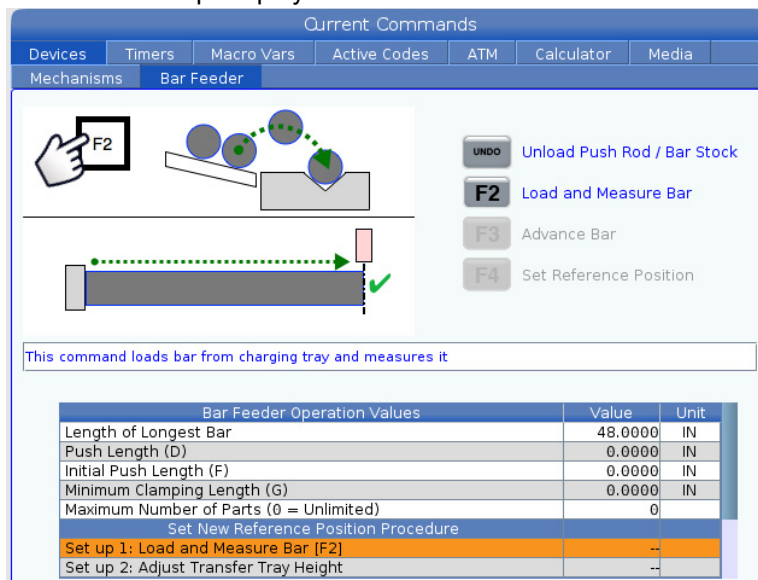 Current Commands
Devices Timers Macro Vars Active Codes ATM Calculator Media
Mechanisms Bar Feeder
F2
UNDO Unload Push Rod / Bar Stock
F2 Load and Measure Bar
F3 Advance Bar
F4 Set Reference Position
This command loads bar from charging tray and measures it
Bar Feeder Operation Values Value Unit
Length of Longest Bar 48.0000 IN
Push Length (D) 0.0000 IN
Initial Push Length (F) 0.0000 IN
Minimum Clamping Length (G) 0.0000 IN
Maximum Number of Parts (0 = Unlimited) 0
Set New Reference Position Procedure
Set up 1: Load and Measure Bar [F2] --
Set up 2: Adjust Transfer Tray Height --